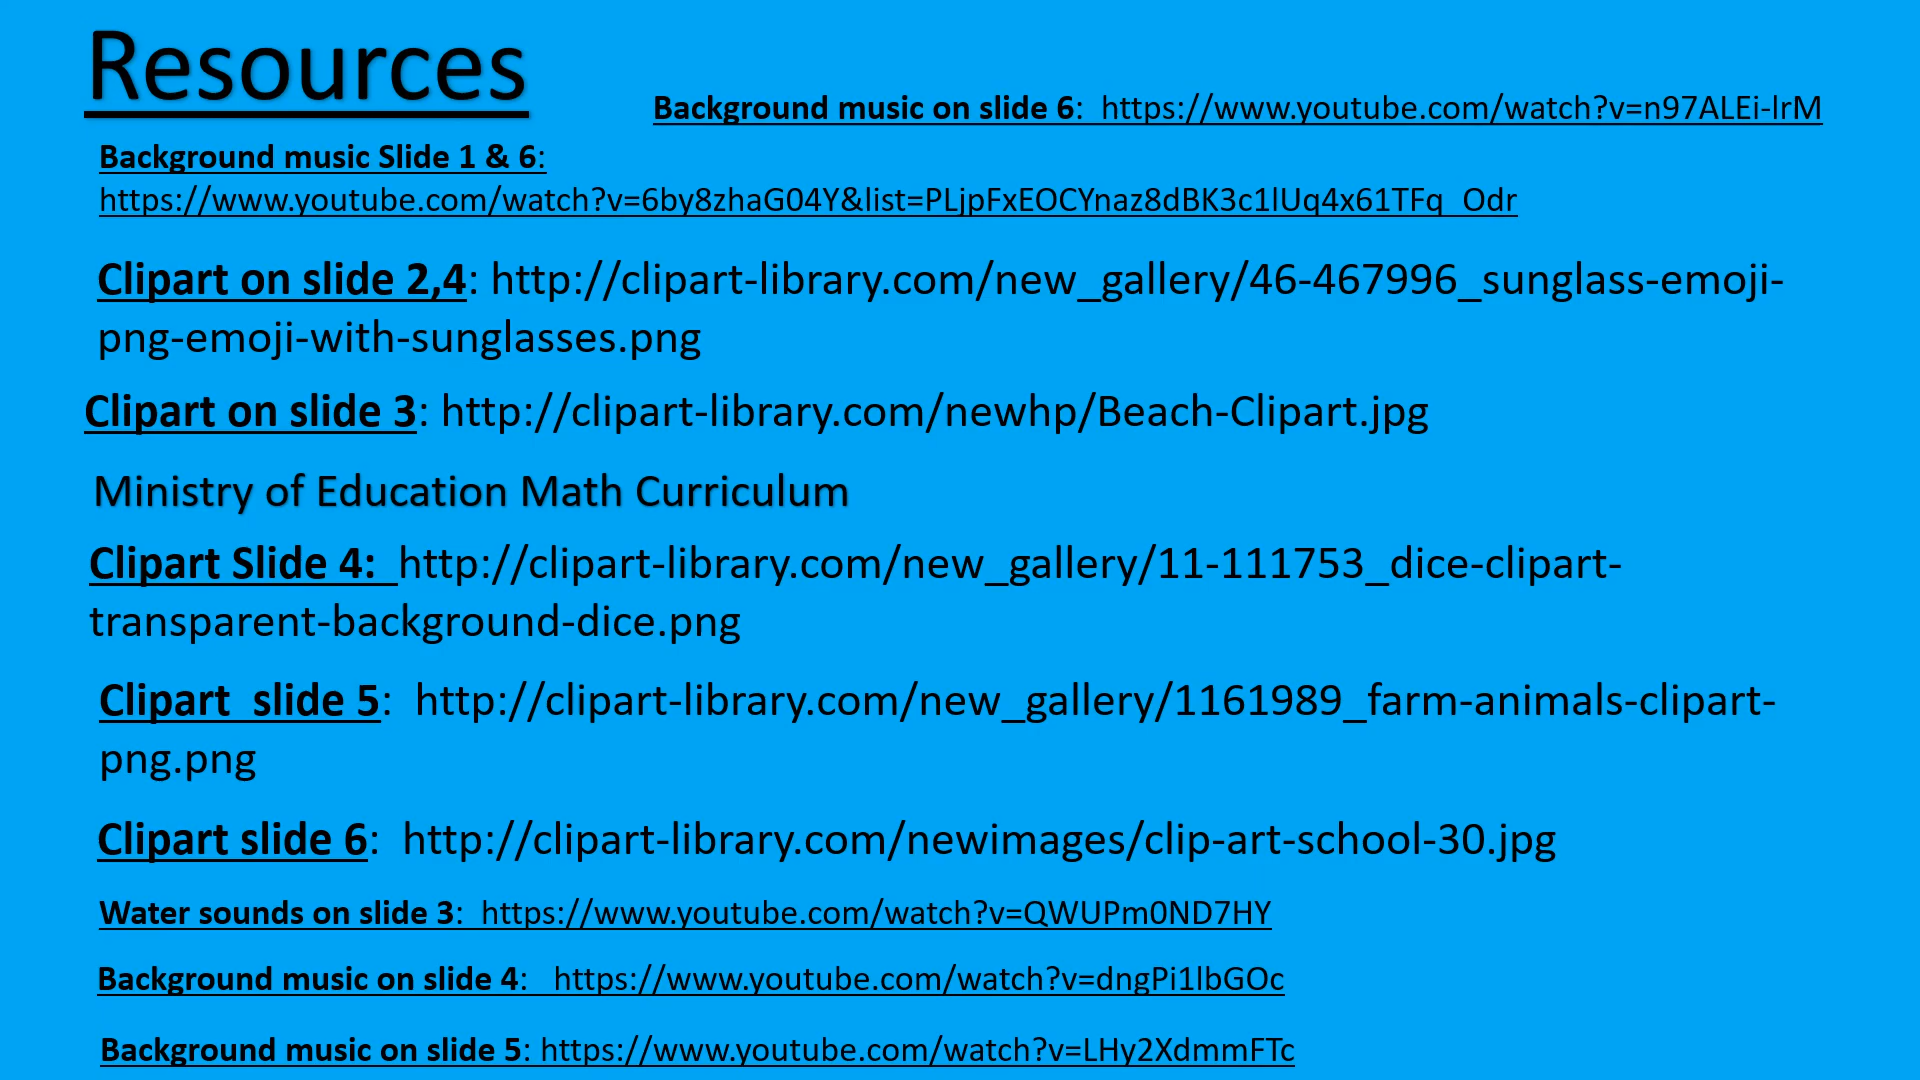 Resources
Background music on slide 6:  https://www.youtube.com/watch?v=n97ALEi-lrM
Background music Slide 1 & 6:
https://www.youtube.com/watch?v=6by8zhaG04Y&list=PLjpFxEOCYnaz8dBK3c1lUq4x61TFq_Odr
Clipart on slide 2,4: http://clipart-library.com/new_gallery/46-467996_sunglass-emoji-
png-emoji-with-sunglasses.png
Clipart on slide 3: http://clipart-library.com/newhp/Beach-Clipart.jpg
Ministry of Education Math Curriculum
Clipart Slide 4:  http://clipart-library.com/new_gallery/11-111753_dice-clipart-
transparent-background-dice.png
Clipart  slide 5:  http://clipart-library.com/new_gallery/1161989_farm-animals-clipart-
png.png
Clipart slide 6:  http://clipart-library.com/newimages/clip-art-school-30.jpg
Water sounds on slide 3:  https://www.youtube.com/watch?v=QWUPm0ND7HY
Background music on slide 4:   https://www.youtube.com/watch?v=dngPi1lbGOc
Background music on slide 5: https://www.youtube.com/watch?v=LHy2XdmmFTc